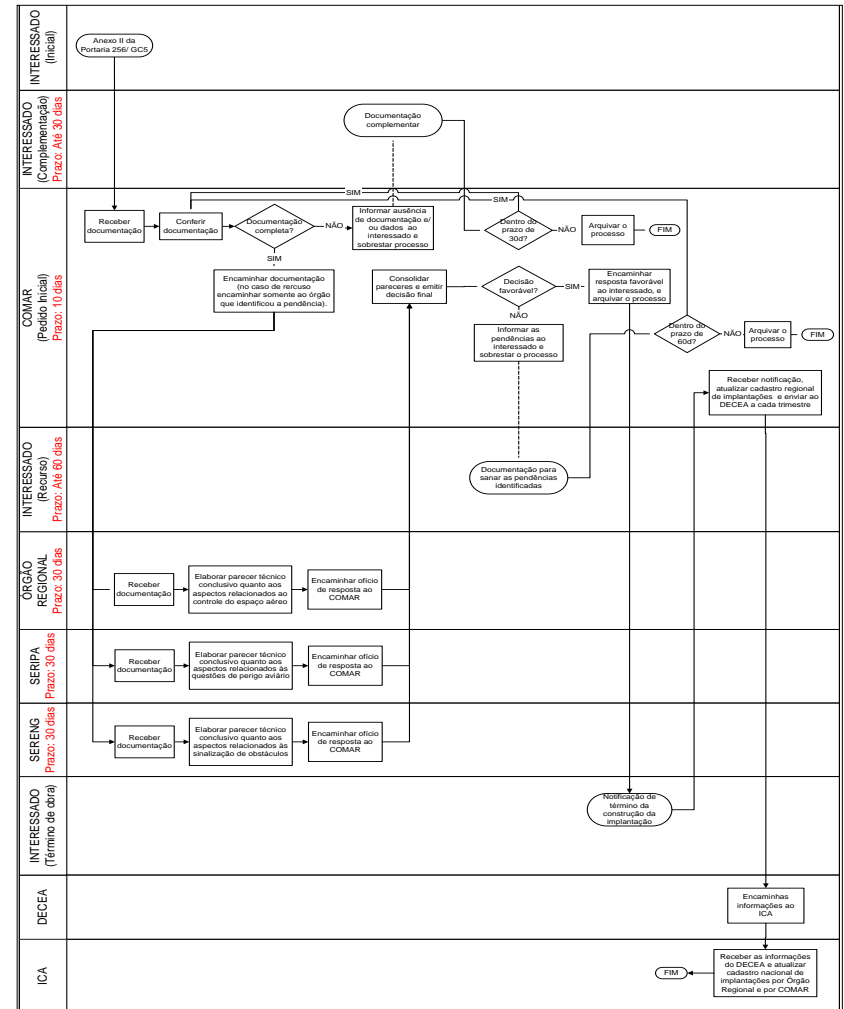 INTERESSADO
(Inicial)
Anexo II da
Portaria 256/ GC5
INTERESSADO
(Complementação)
Prazo: Até 30 dias
Documentação
complementar
COMAR
(Pedido Inicial)
Prazo: 10 dias
Receber
documentação
Conferir
documentação
Documentação
completa?
NÃO
SIM
Informar ausência
de documentação e/
ou dados ao
interessado e
sobrestar processo
SIM
SIM
Dentro do
prazo de
30d?
NÃO
Arquivar o
processo
FIM
Encaminhar documentação
(no caso de rercuso
encaminhar somente ao órgão
que identificou a pendência).
Consolidar
pareceres e emitir
decisão final
Decisão
favorável?
SIM
NÃO
Encaminhar
resposta favorável
ao interessado, e
arquivar o processo
Informar as
pendências ao
interessado e
sobrestar o processo
Dentro do
prazo de
60d?
NÃO
Arquivar o
processo
FIM
Receber notificação,
atualizar cadastro regional
de implantações e enviar ao
DECEA a cada trimestre
INTERESSADO
(Recurso)
Prazo: Até 60 dias
Documentação para
sanar as pendências
identificadas
ÓRGÃO
REGIONAL
Prazo: 30 dias
Receber
documentação
Elaborar parecer técnico
conclusivo quanto aos
aspectos relacionados ao
controle do espaço aéreo
Encaminhar ofício
de resposta ao
COMAR
SERIPA
Prazo: 30 dias
Receber
documentação
Elaborar parecer técnico
conclusivo quanto aos
aspectos relacionados às
questões de perigo aviário
Encaminhar ofício
de resposta ao
COMAR
SERENG
Prazo: 30 dias
Receber
documentação
Elaborar parecer técnico
conclusivo quanto aos
aspectos relacionados às
sinalização de obstáculos
Encaminhar ofício
de resposta ao
COMAR
INTERESSADO
(Término de obra)
Notificação de
término da
construção da
implantação
DECEA
Encaminhas
informações ao
ICA
ICA
Receber as informações
do DECEA e atualizar
cadastro nacional de
implantações por Órgão
Regional e por COMAR
FIM